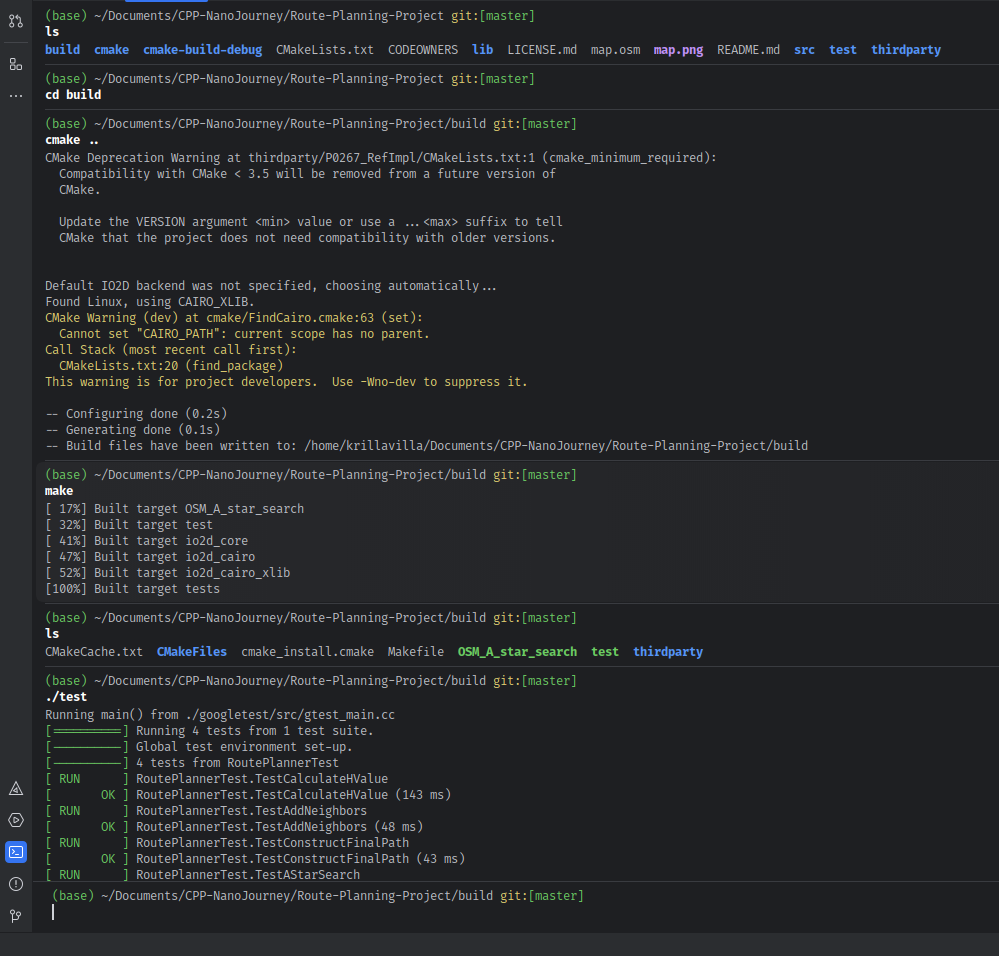 (base) ~/Documents/CPP-NanoJourney/Route-Planning-Project git:[master]
ls
build cmake cmake-build-debug CMakeLists.txt CODEOWNERS lib LICENSE.md map.osm map.png README.md src test thirdparty
(base) ~/Documents/CPP-NanoJourney/Route-Planning-Project git:[master]
cd build
(base) ~/Documents/CPP-NanoJourney/Route-Planning-Project/build git:[master]
cmake ..
CMake Deprecation Warning at thirdparty/P0267_RefImpl/CMakeLists.txt:1 (cmake_minimum_required):
  Compatibility with CMake < 3.5 will be removed from a future version of
  CMake.

  Update the VERSION argument <min> value or use a ...<max> suffix to tell
  CMake that the project does not need compatibility with older versions.

Default IO2D backend was not specified, choosing automatically...
Found Linux, using CAIRO_XLIB.
CMake Warning (dev) at cmake/FindCairo.cmake:63 (set):
  Cannot set "CAIRO_PATH": current scope has no parent.
Call Stack (most recent call first):
  CMakeLists.txt:20 (find_package)
This warning is for project developers.  Use -Wno-dev to suppress it.

-- Configuring done (0.2s)
-- Generating done (0.1s)
-- Build files have been written to: /home/krillavilla/Documents/CPP-NanoJourney/Route-Planning-Project/build
(base) ~/Documents/CPP-NanoJourney/Route-Planning-Project/build git:[master]
make
[ 17%] Built target OSM_A_star_search
[ 32%] Built target test
[ 41%] Built target io2d_core
[ 47%] Built target io2d_cairo
[ 52%] Built target io2d_cairo_xlib
[100%] Built target tests
(base) ~/Documents/CPP-NanoJourney/Route-Planning-Project/build git:[master]
ls
CMakeCache.txt CMakeFiles cmake_install.cmake Makefile OSM_A_star_search test thirdparty
(base) ~/Documents/CPP-NanoJourney/Route-Planning-Project/build git:[master]
./test
Running main() from ./googletest/src/gtest_main.cc
[==========] Running 4 tests from 1 test suite.
[----------] Global test environment set-up.
[----------] 4 tests from RoutePlannerTest
[ RUN      ] RoutePlannerTest.TestCalculateHValue
[       OK ] RoutePlannerTest.TestCalculateHValue (143 ms)
[ RUN      ] RoutePlannerTest.TestAddNeighbors
[       OK ] RoutePlannerTest.TestAddNeighbors (48 ms)
[ RUN      ] RoutePlannerTest.TestConstructFinalPath
[       OK ] RoutePlannerTest.TestConstructFinalPath (43 ms)
[ RUN      ] RoutePlannerTest.TestAStarSearch
(base) ~/Documents/CPP-NanoJourney/Route-Planning-Project/build git:[master]